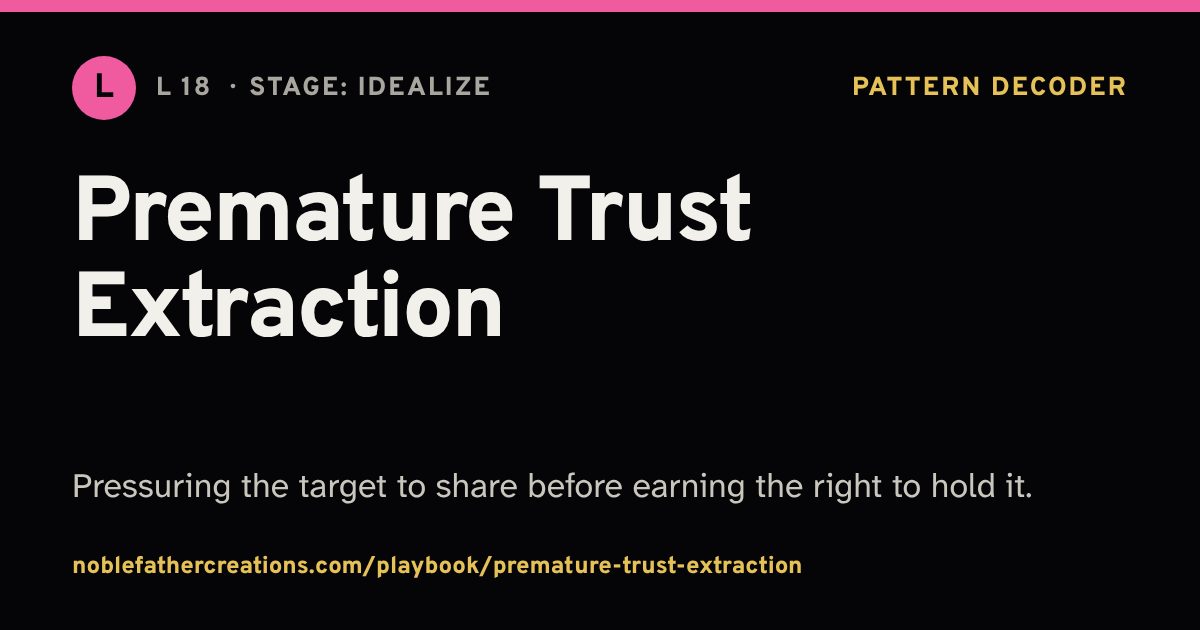 L
L 18 · STAGE: IDEALIZE
PATTERN DECODER
Premature Trust
Extraction
Pressuring the target to share before earning the right to hold it.
noblefathercreations.com/playbook/premature-trust-extraction